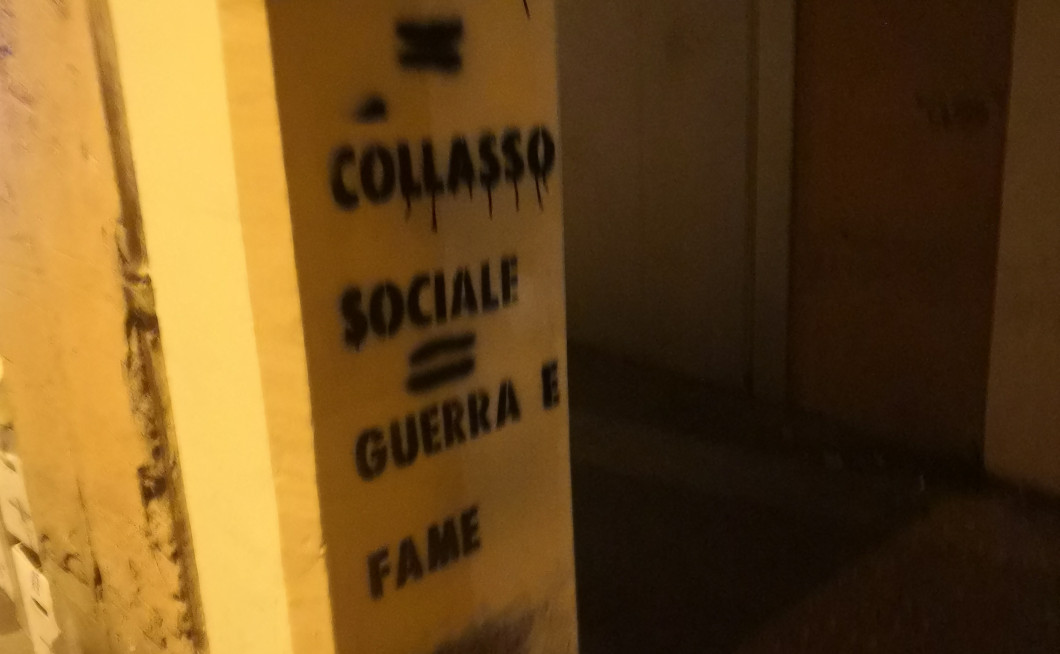 =
COLLASSO
SOCIALE
=
GUERRA E
FAME